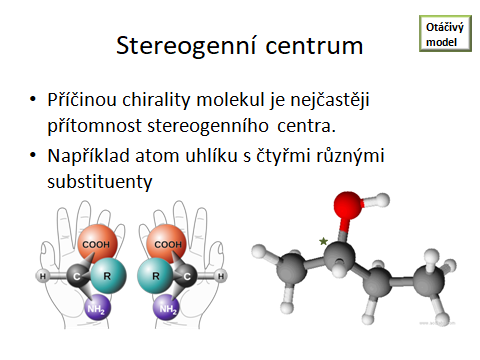 Otáčivý
model
Stereogenní centrum
• Příčinou chirality molekul je nejčastěji
přítomnost stereogenního centra.
• Například atom uhlíku s čtyřmi různými
substituenty
COOH
H C R
NH2
COOH
R C H
NH2